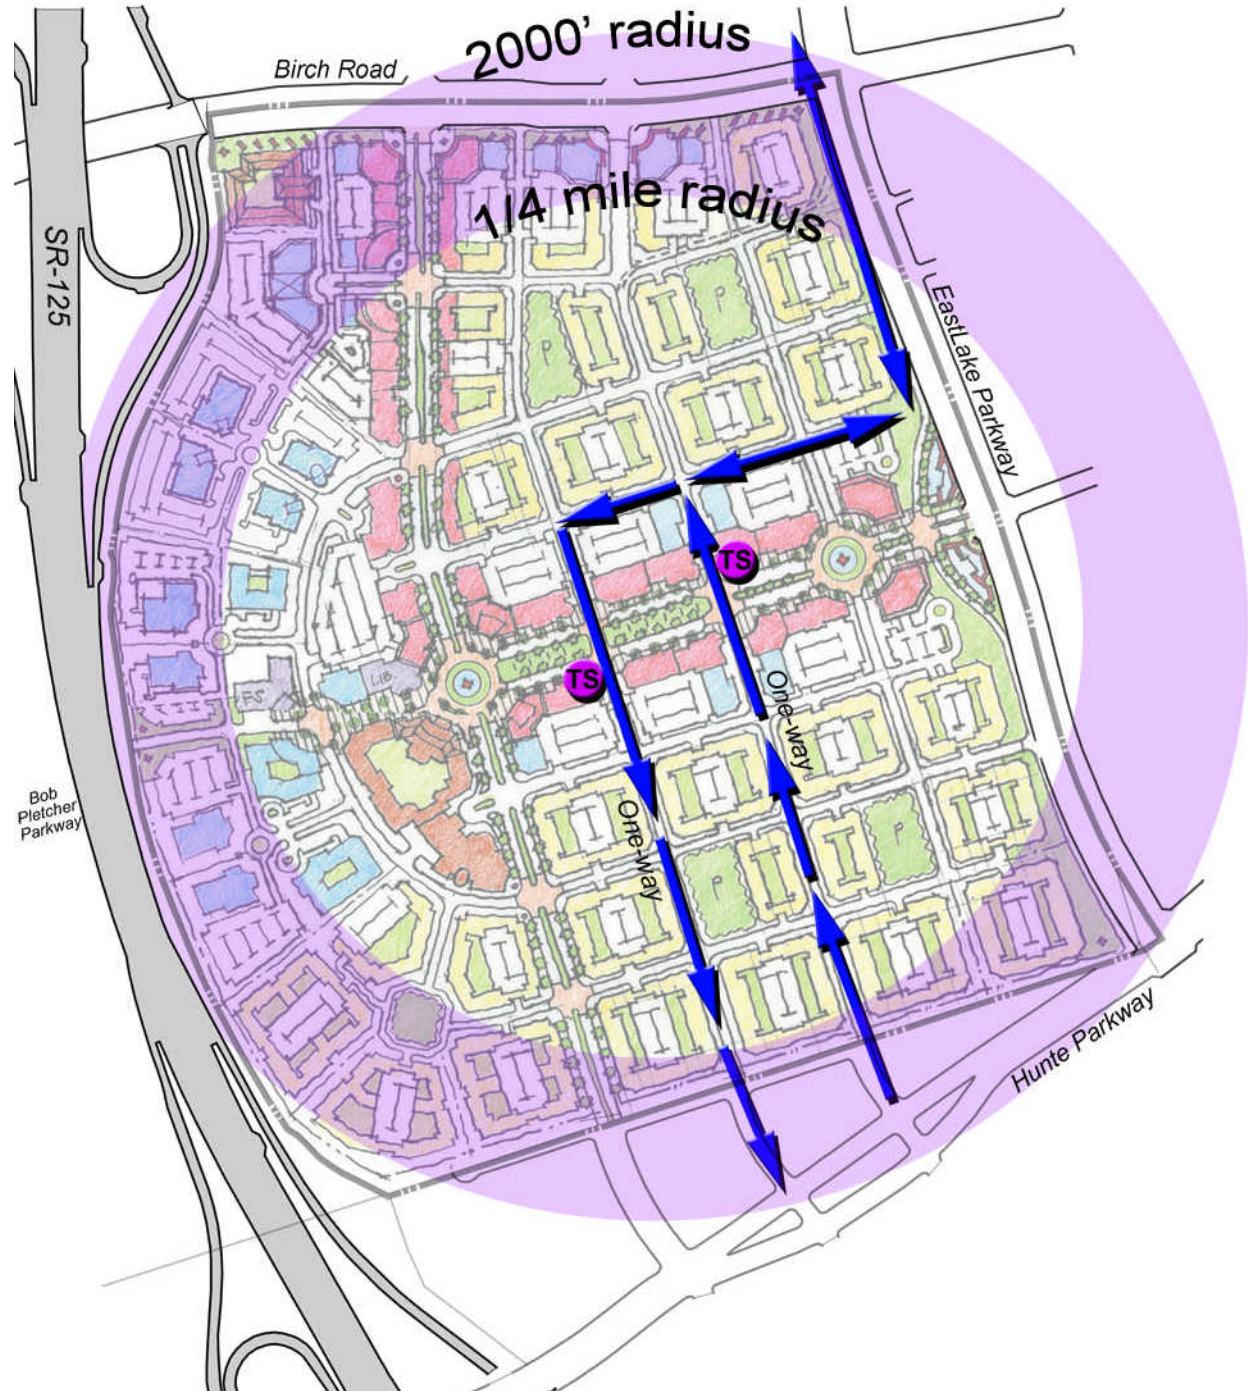 2000’ radius
Birch Road
1/4 mile radius
SR-125
EastLake Parkway
P
P
TS
TS
LIB
FS
One-way
One-way
Bob
Pletcher
Parkway
P
P
Hunte Parkway